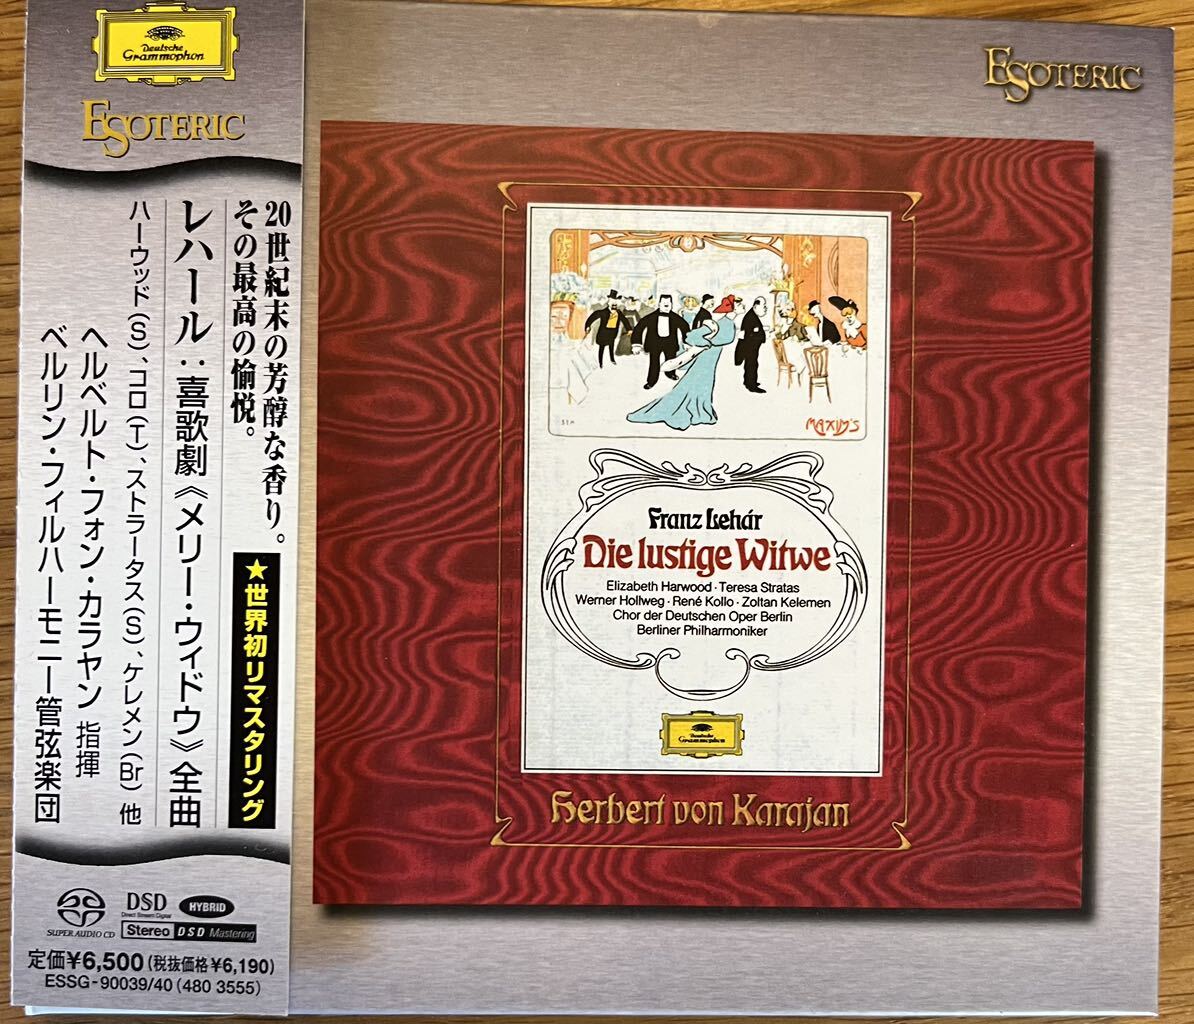 Deutsche
Grammophon
ESOTERIC
20世紀末の芳醇な香り。
その最高の愉悦。
★世界初リマスタリング
レハール：喜歌劇《メリー・ウィドウ》全曲
ハーウッド(S)、コロ(T)、ストラータス(S)、ケレメン(Br) 他
ヘルベルト・フォン・カラヤン 指揮
ベルリン・フィルハーモニー管弦楽団
SUPER AUDIO CD
DSD
Direct Stream Digital
HYBRID
Stereo DSD Mastering
定価¥6,500(税抜価格¥6,190)
ESSG-90039/40 (480 3555)
ESOTERIC
MAXIM'S
Franz Lehár
Die lustige Witwe
Elizabeth Harwood · Teresa Stratas
Werner Hollweg · René Kollo · Zoltan Kelemen
Chor der Deutschen Oper Berlin
Berliner Philharmoniker
Deutsche
Grammophon
Herbert von Karajan